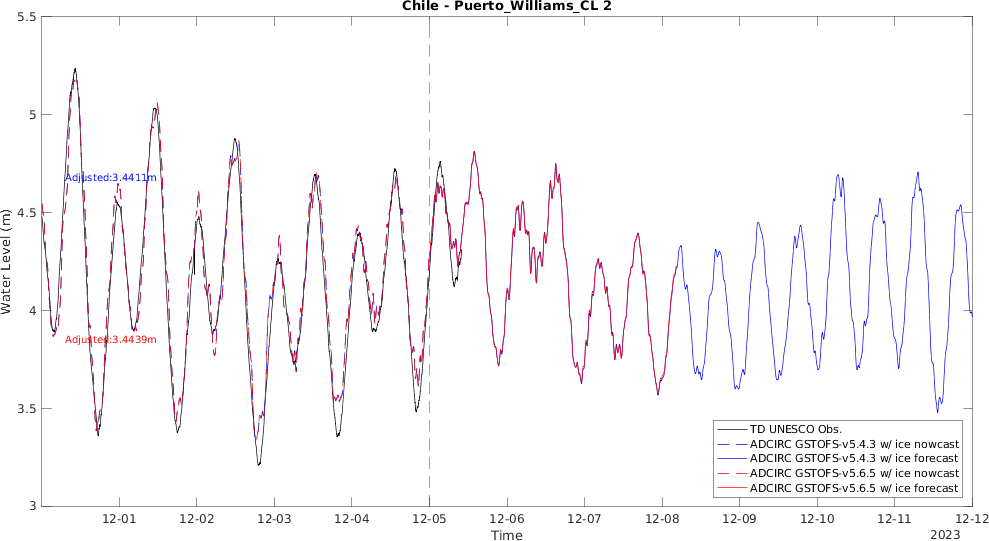 Chile - Puerto_Williams_CL 2
5.5
5
4.5
4
3.5
3
Water Level (m)
Adjusted:3.4411m
Adjusted:3.4439m
TD UNESCO Obs.
ADCIRC GSTOFS-v5.4.3 w/ ice nowcast
ADCIRC GSTOFS-v5.4.3 w/ ice forecast
ADCIRC GSTOFS-v5.6.5 w/ ice nowcast
ADCIRC GSTOFS-v5.6.5 w/ ice forecast
12-01 12-02 12-03 12-04 12-05 12-06 12-07 12-08 12-09 12-10 12-11 12-12
Time
2023